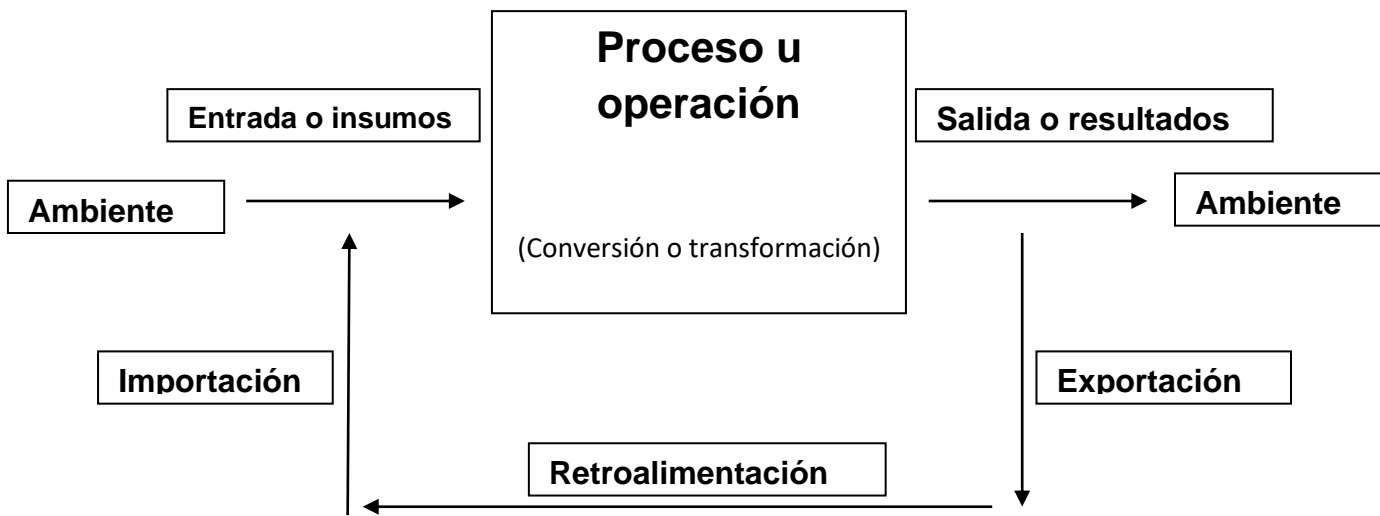 Proceso u
operación
Entrada o insumos
Salida o resultados
Ambiente
Ambiente
(Conversión o transformación)
Importación
Exportación
Retroalimentación